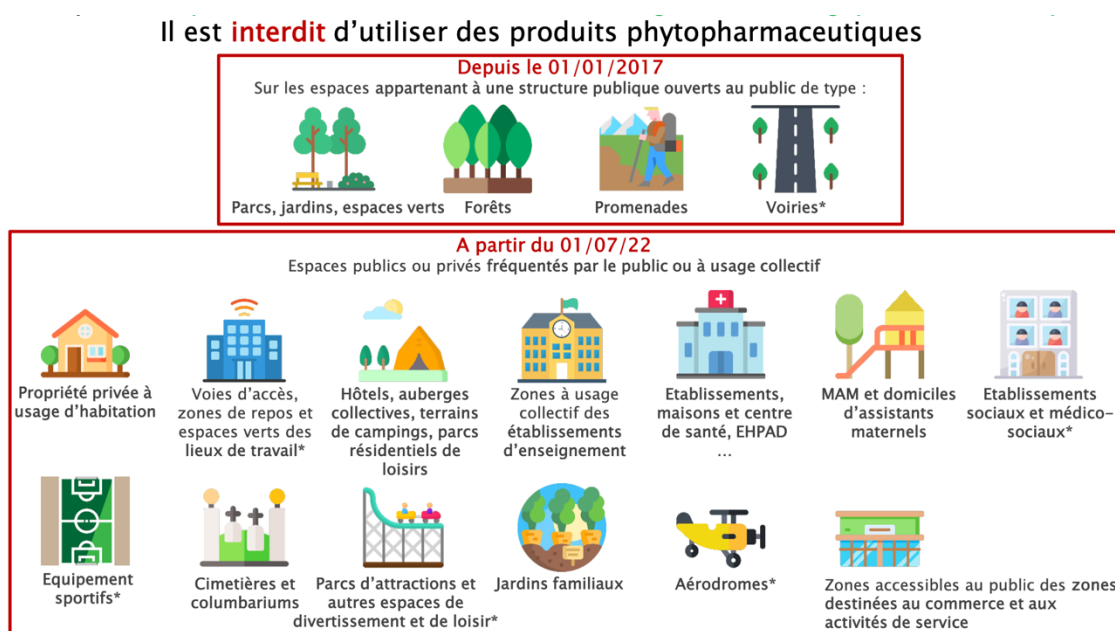 Il est interdit d’utiliser des produits phytopharmaceutiques
Depuis le 01/01/2017
Sur les espaces appartenant à une structure publique ouverts au public de type :
Parcs, jardins, espaces verts
Forêts
Promenades
Voiries*
A partir du 01/07/22
Espaces publics ou privés fréquentés par le public ou à usage collectif
Propriété privée à
usage d’habitation
Voies d’accès,
zones de repos et
espaces verts des
lieux de travail*
Hôtels, auberges
collectives, terrains
de campings, parcs
résidentiels de
loisirs
Zones à usage
collectif des
établissements
d’enseignement
Etablissements,
maisons et centre
de santé, EHPAD
...
MAM et domiciles
d’assistants
maternels
Etablissements
sociaux et médico-
sociaux*
Equipement
sportifs*
Cimetières et
columbariums
Parcs d’attractions et
autres espaces de
divertissement et de loisir*
Jardins familiaux
Aérodromes*
Zones accessibles au public des zones
destinées au commerce et aux
activités de service